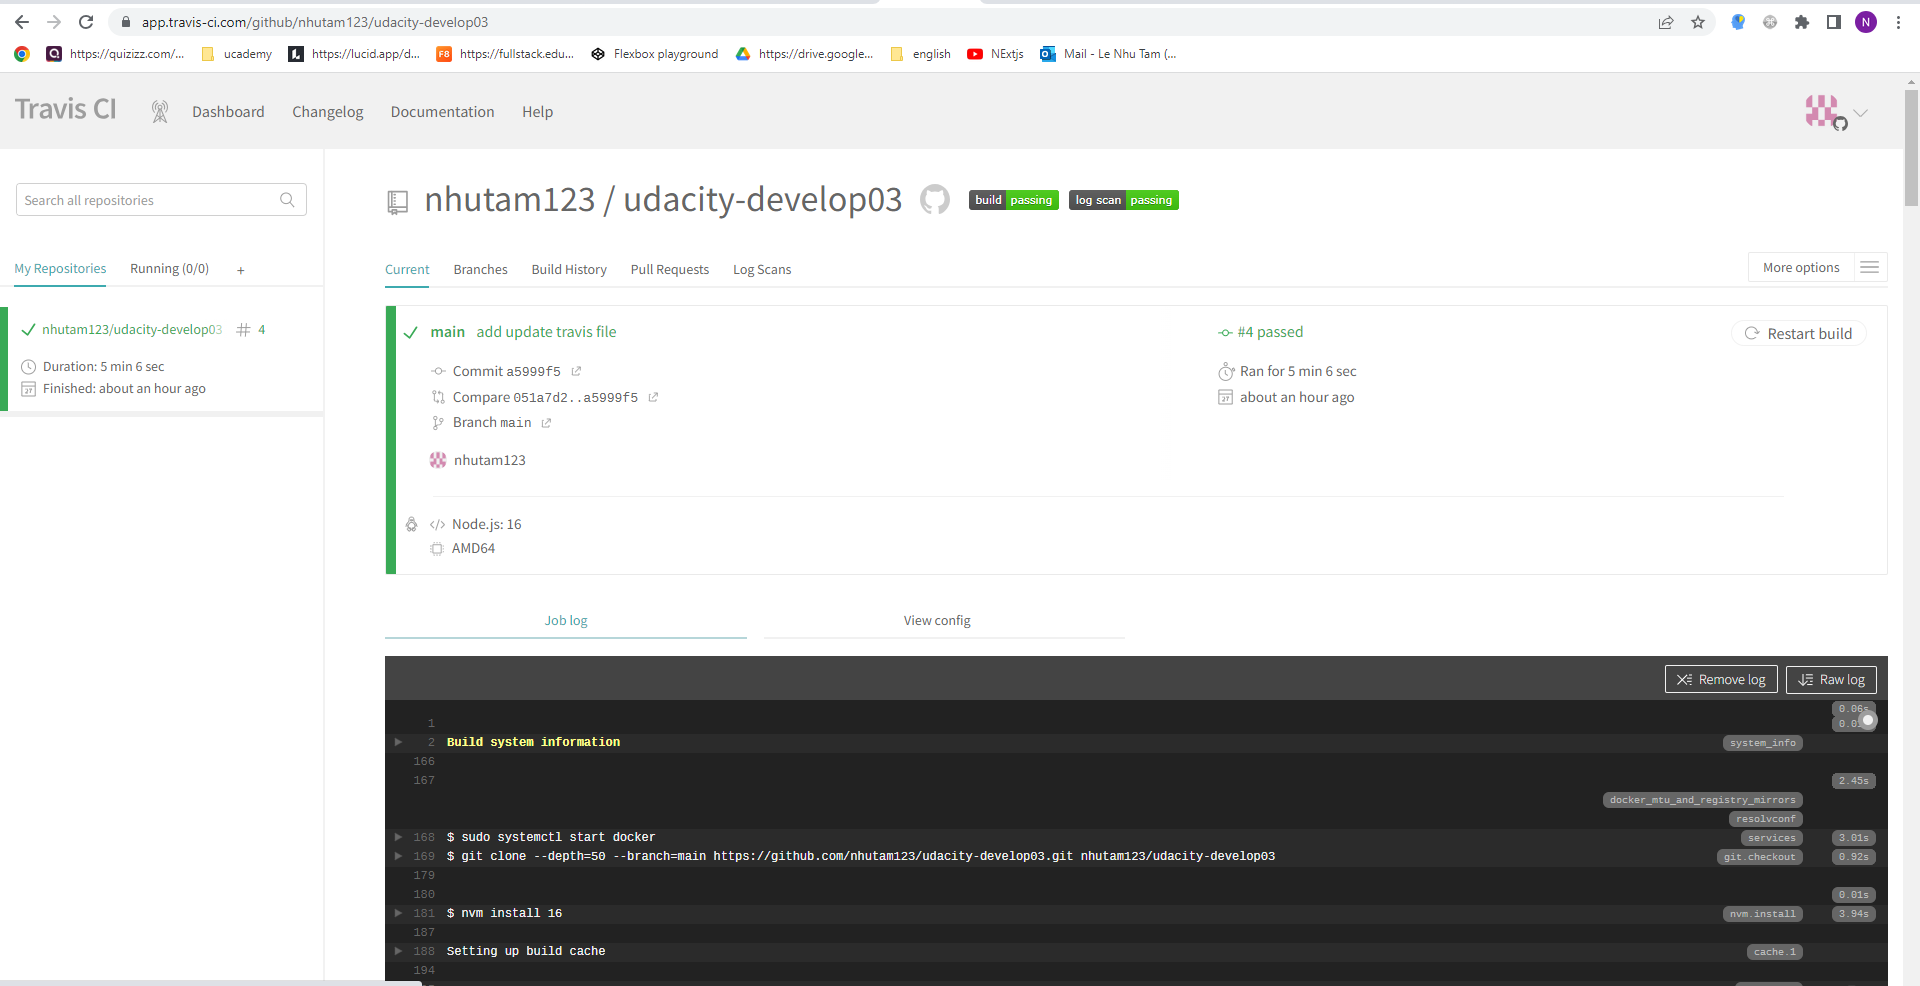 app.travis-ci.com/github/nhutam123/udacity-develop03
N
https://quizizz.com/... ucademy https://lucid.app/d... F8 https://fullstack.edu... Flexbox playground https://drive.google... english NExtjs Mail - Le Nhu Tam (...
Travis CI Dashboard Changelog Documentation Help
Search all repositories
My Repositories Running (0/0) +
nhutam123/udacity-develop03 # 4
Duration: 5 min 6 sec
Finished: about an hour ago
nhutam123 / udacity-develop03 build passing log scan passing
Current Branches Build History Pull Requests Log Scans More options
main add update travis file #4 passed Restart build
Commit a5999f5 Ran for 5 min 6 sec
Compare 051a7d2..a5999f5 about an hour ago
Branch main
nhutam123
</> Node.js: 16
AMD64
Job log View config
Remove log Raw log
0.06s
1
2 Build system information system_info
166
167 2.45s
docker_mtu_and_registry_mirrors
resolvconf
168 $ sudo systemctl start docker services 3.01s
169 $ git clone --depth=50 --branch=main https://github.com/nhutam123/udacity-develop03.git nhutam123/udacity-develop03 git.checkout 0.92s
179
180 0.01s
181 $ nvm install 16 nvm.install 3.94s
187
188 Setting up build cache cache.1
194